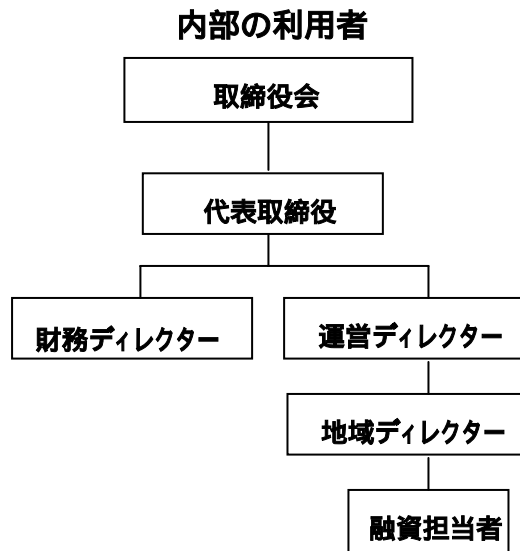 内部の利用者
取締役会
代表取締役
財務ディレクター
運営ディレクター
地域ディレクター
融資担当者